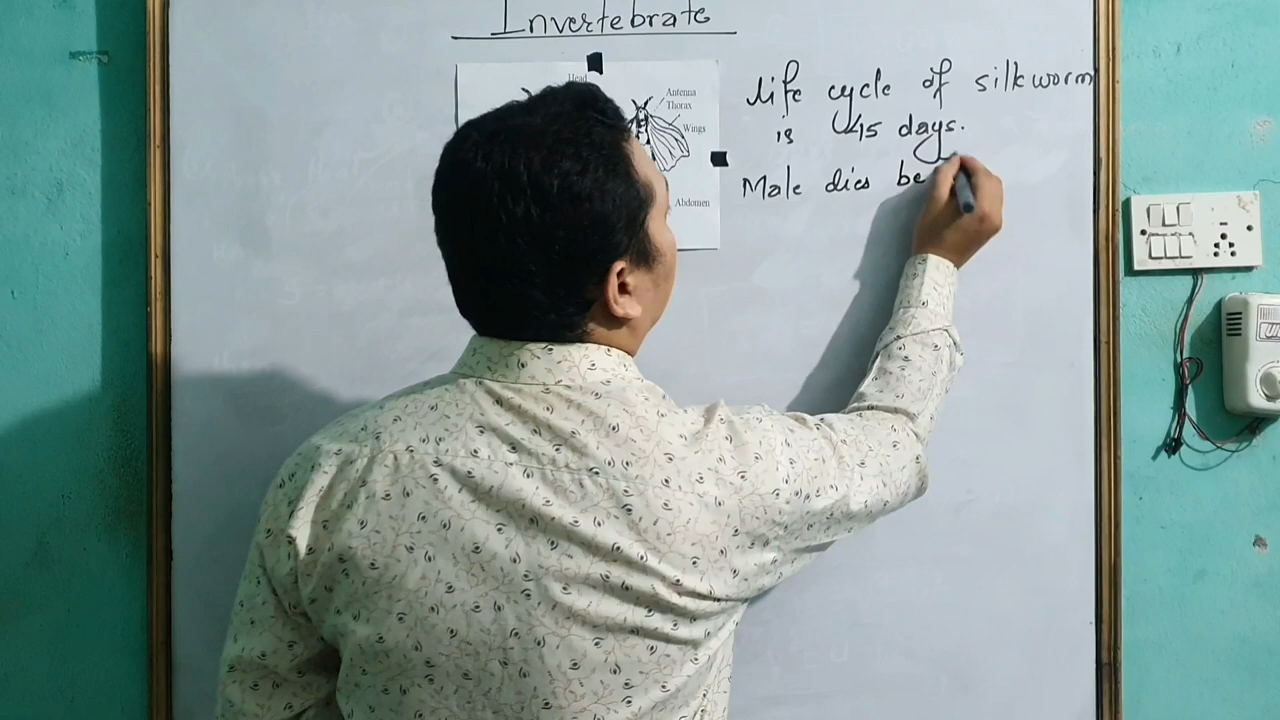 Invertebrate
Head
Antenna
Thorax
Wings
Abdomen
life cycle of silkworm
is 45 days.
Male dies be